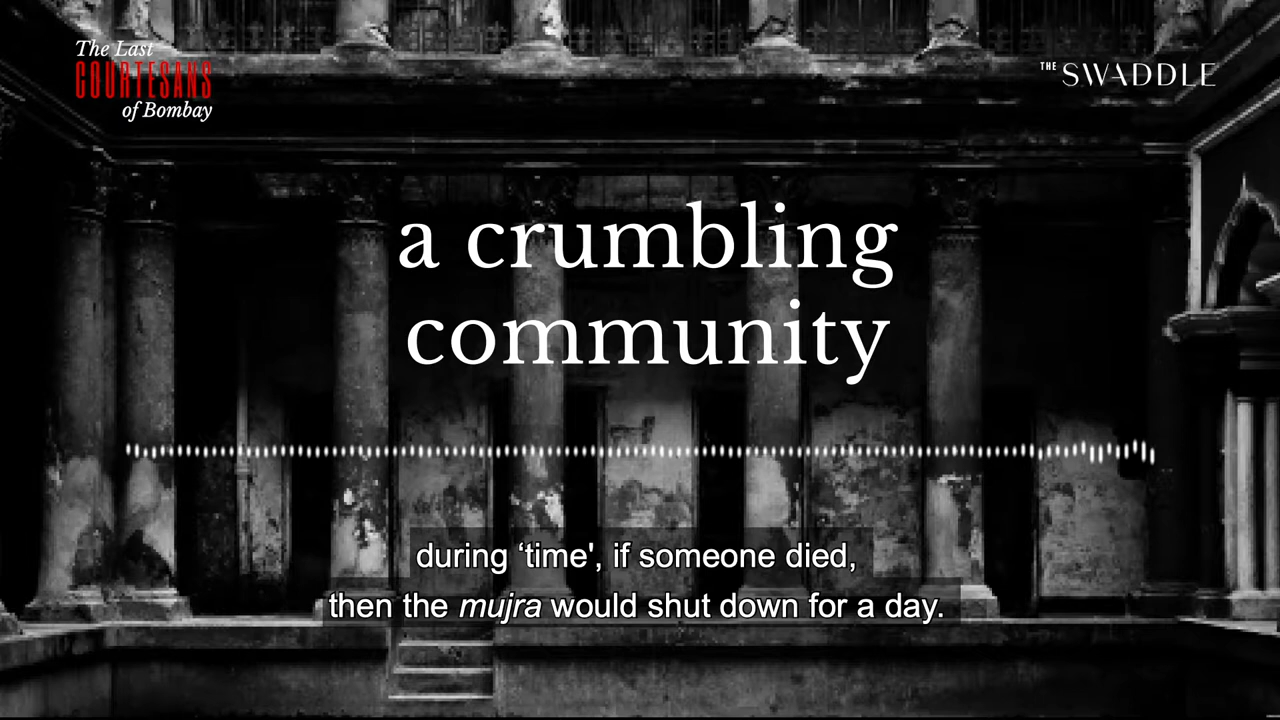 The Last
COURTESANS
of Bombay
THE SWADDLE
a crumbling
community
during ‘time', if someone died,
then the mujra would shut down for a day.